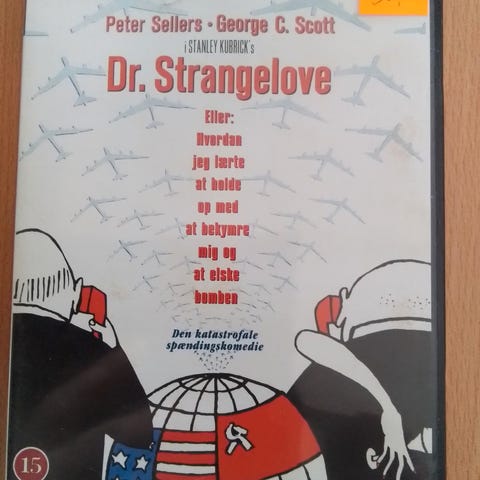 Peter Sellers · George C. Scott
i STANLEY KUBRICK's
Dr. Strangelove
Eller:
Hvordan
jeg lærte
at holde
op med
at bekymre
mig og
at elske
bomben
Den katastrofale
spændingskomedie
15